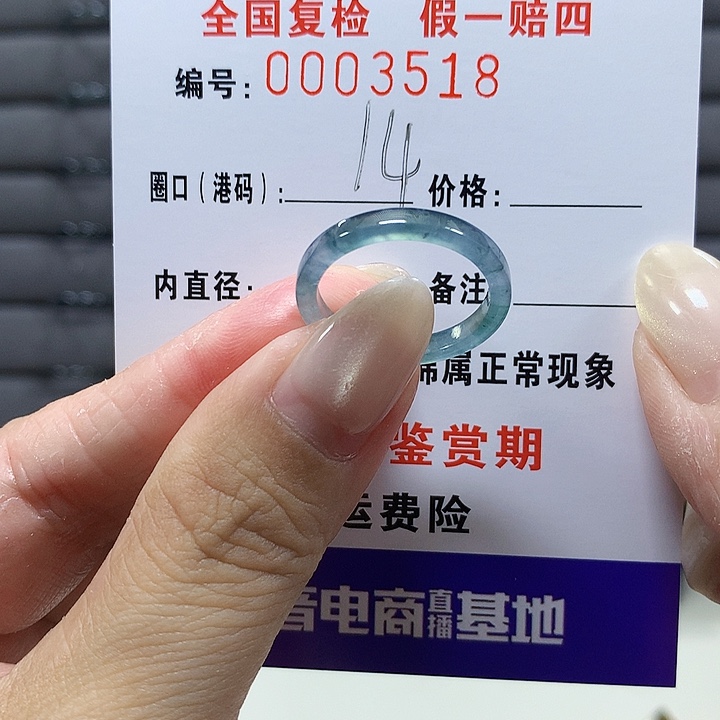 全国复检 假一赔四
编号: 0003518
圈口(港码): 14 价格:
内直径: 备注
属正常现象
鉴赏期
运费险
音电商直播基地